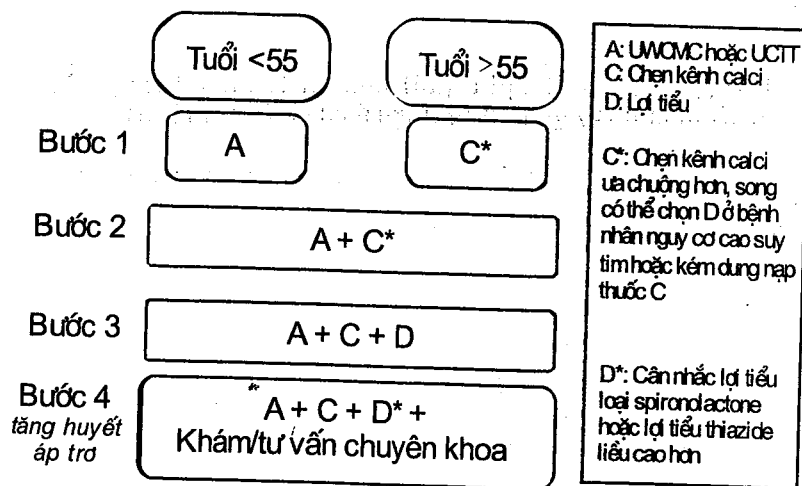 Tuổi <55
Tuổi >55
Bước 1
A
C*
Bước 2
A + C*
Bước 3
A + C + D
Bước 4
tăng huyết
áp trơ
A + C + D* +
Khám/tư vấn chuyên khoa
A: UWCMC hoặc UCTT
C: Chẹn kênh calci
D: Lợi tiểu
C*: Chẹn kênh calci
ưa chuộng hơn, song
có thể chọn D ở bệnh
nhân nguy cơ cao suy
tim hoặc kém dung nạp
thuốc C
D*: Cân nhắc lợi tiểu
loại spironolactone
hoặc lợi tiểu thiazide
liều cao hơn